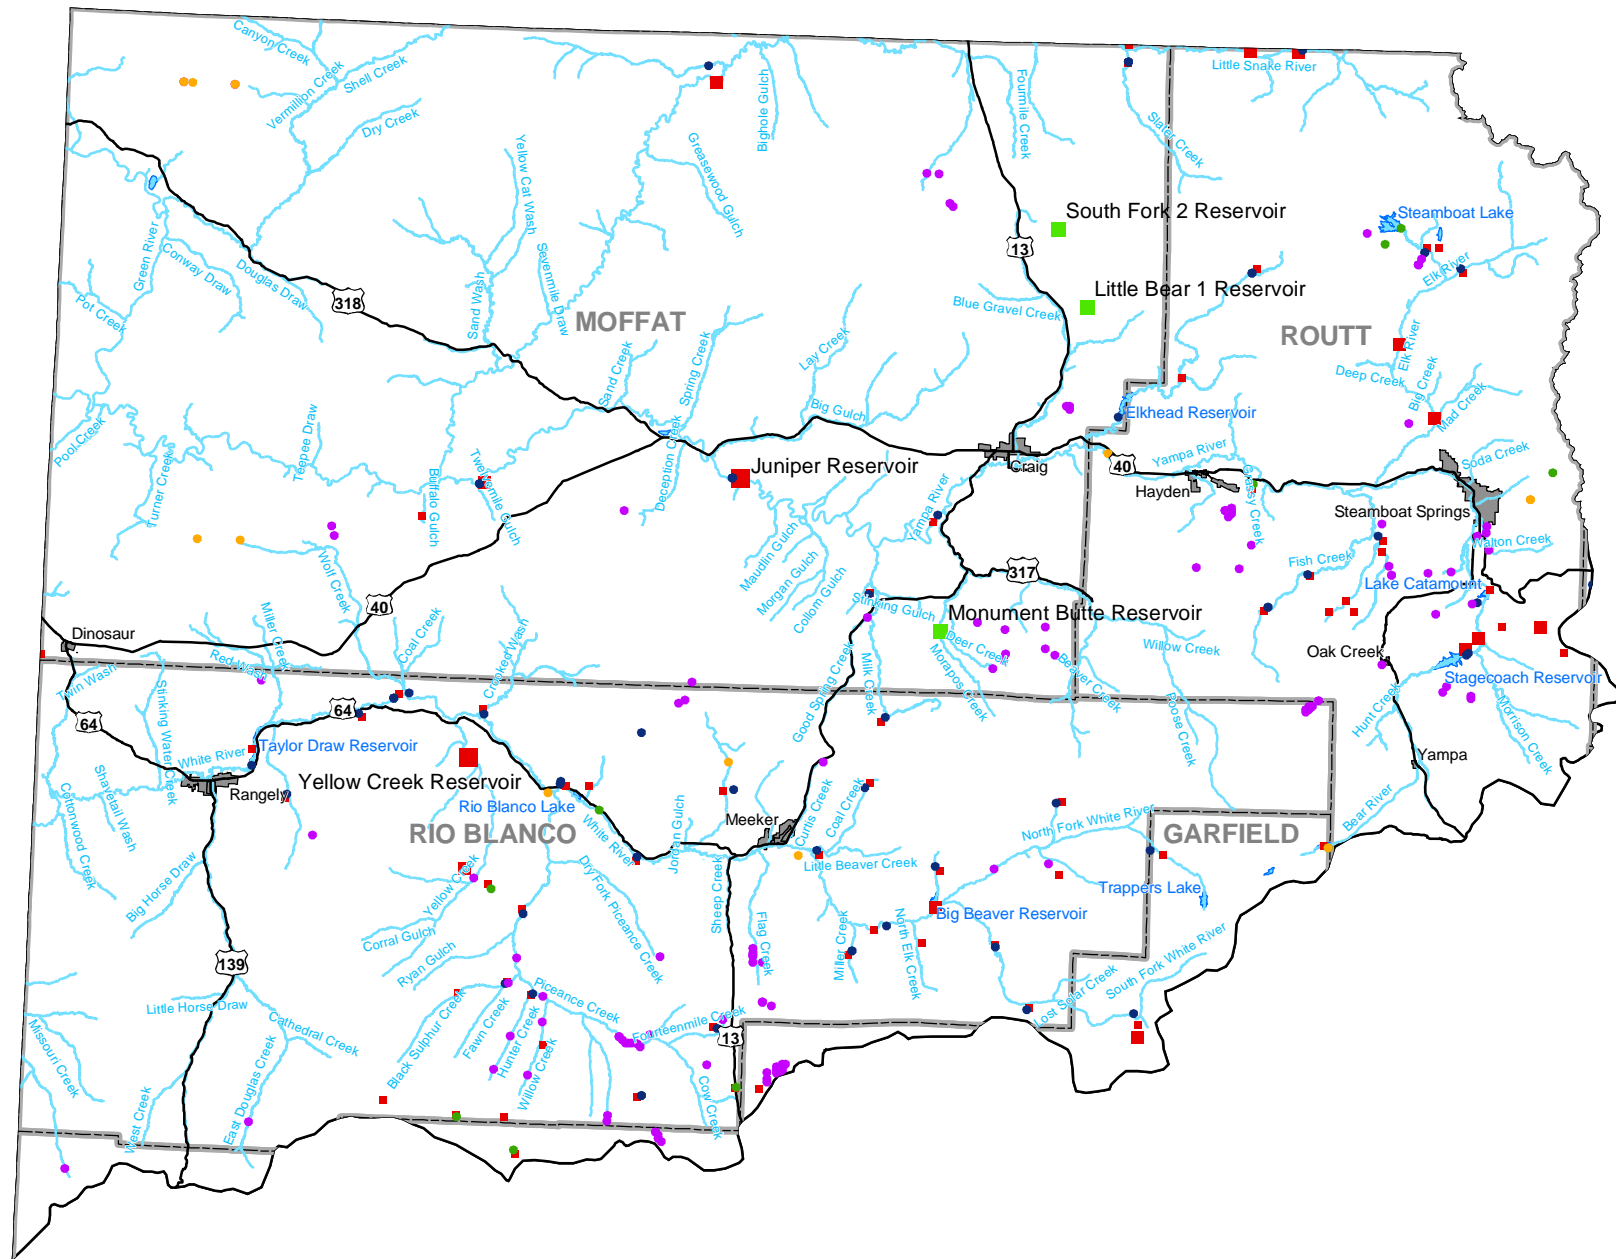 Canyon Creek
Vermillion Creek
Shell Creek
Dry Creek
Yellow Cat Wash
Greasewood Gulch
Bighole Gulch
Fourmile Creek
Slater Creek
Little Snake River
South Fork 2 Reservoir
Steamboat Lake
Elk River
13
Green River
Conway Draw
Douglas Draw
Pot Creek
318
Sand Wash
Sevenmile Draw
MOFFAT
Little Bear 1 Reservoir
Blue Gravel Creek
ROUTT
Sand Creek
Spring Creek
Lay Creek
Big Gulch
Elk River
Deep Creek
Big Creek
Mad Creek
Elkhead Reservoir
Pool Creek
Turner Creek
Teepee Draw
Buffalo Gulch
Twelvemile Gulch
Deception Creek
Juniper Reservoir
Craig
40
Yampa River
Hayden
Grassy Creek
Soda Creek
Steamboat Springs
Walton Creek
Yampa River
Maudlin Gulch
Morgan Gulch
Collom Gulch
317
Fish Creek
Lake Catamount
Wolf Creek
40
Stinking Gulch
Monument Butte Reservoir
Deer Creek
Dinosaur
Miller Creek
Red Wash
Coal Creek
Crooked Wash
Good Spring Creek
Milk Creek
Morapos Creek
Beaver Creek
Willow Creek
Oak Creek
Stagecoach Reservoir
Twin Wash
Stinking Water Creek
64
64
Poose Creek
Hunt Creek
Morrison Creek
Taylor Draw Reservoir
White River
Yellow Creek Reservoir
Rangely
Yampa
Shavetail Wash
Cottonwood Creek
Rio Blanco Lake
RIO BLANCO
White River
Jordan Gulch
Meeker
Curtis Creek
Coal Creek
North Fork White River
GARFIELD
Bear River
Little Beaver Creek
Big Horse Draw
Yellow Creek
Dry Fork Piceance Creek
Sheep Creek
Trappers Lake
Big Beaver Reservoir
Corral Gulch
Ryan Gulch
Flag Creek
Miller Creek
North Elk Creek
139
South Fork White River
Lost Solar Creek
Little Horse Draw
Piceance Creek
Missouri Creek
Cathedral Creek
Black Sulphur Creek
Fawn Creek
Hunter Creek
Willow Creek
Fourteenmile Creek
13
Cow Creek
West Creek
East Douglas Creek